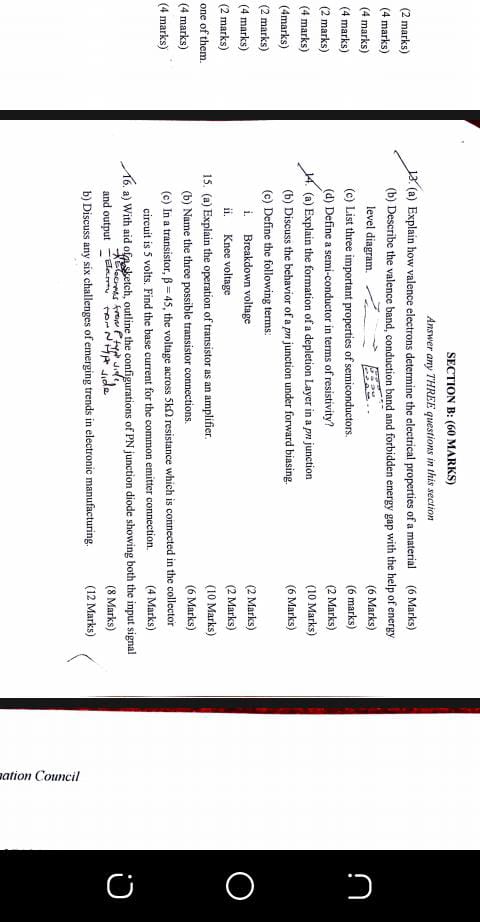 (2 marks)
(4 marks)
(4 marks)
(4 marks)
(2 marks)
(4 marks)
(4marks)
(2 marks)
(4 marks)
(2 marks)
one of them.
(4 marks)
(4 marks)
SECTION B: (60 MARKS)
Answer any THREE questions in this section
13. (a) Explain how valence electrons determine the electrical properties of a material (6 Marks)
(b) Describe the valence band, conduction band and forbidden energy gap with the help of energy
level diagram. (6 Marks)
(c) List three important properties of semiconductors. (6 marks)
(d) Define a semi-conductor in terms of resistivity? (2 Marks)
14. (a) Explain the formation of a depletion Layer in a pn junction (10 Marks)
(b) Discuss the behavior of a pn junction under forward biasing. (6 Marks)
(c) Define the following terms:
i. Breakdown voltage (2 Marks)
ii. Knee voltage (2 Marks)
15. (a) Explain the operation of transistor as an amplifier. (10 Marks)
(b) Name the three possible transistor connections. (6 Marks)
(c) In a transistor, β = 45, the voltage across 5kΩ resistance which is connected in the collector
circuit is 5 volts. Find the base current for the common emitter connection. (4 Marks)
16. a) With aid of a sketch, outline the configurations of PN junction diode showing both the input signal
and output (8 Marks)
from P type side
from N type side
b) Discuss any six challenges of emerging trends in electronic manufacturing. (12 Marks)
nation Council